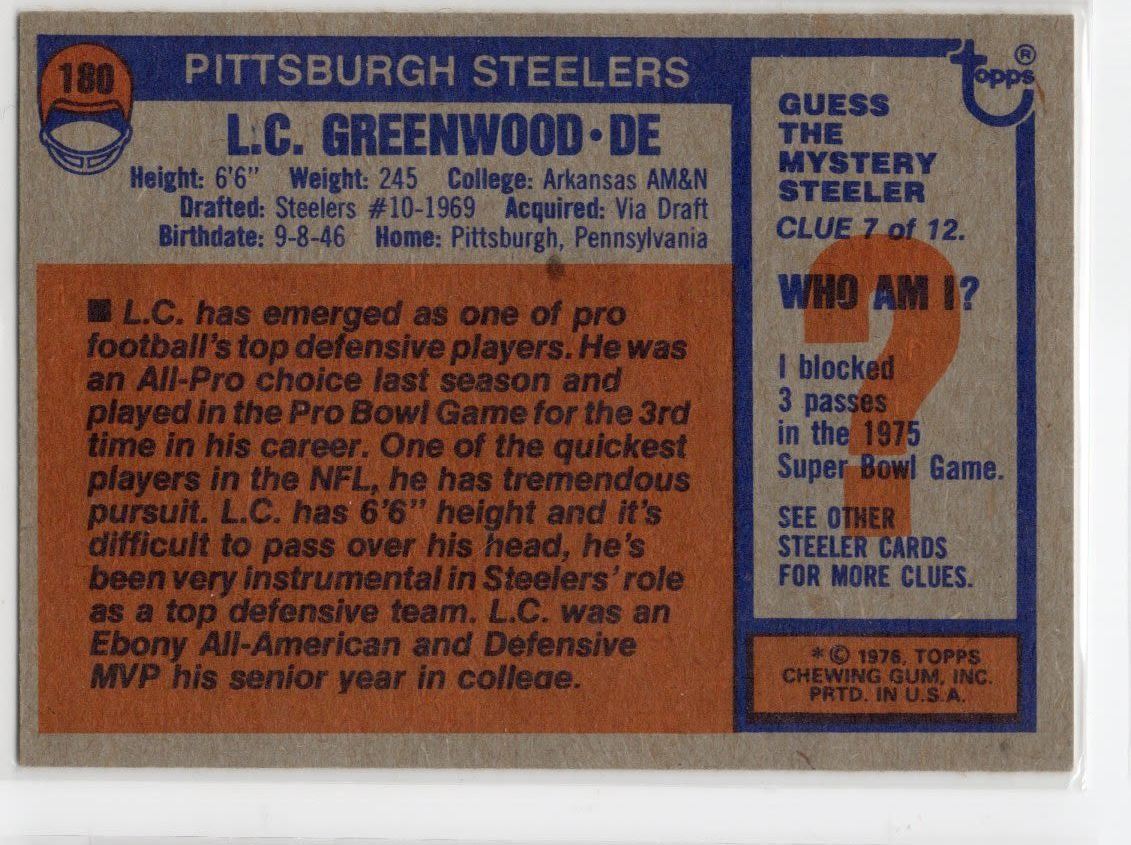 180
PITTSBURGH STEELERS
L.C. GREENWOOD • DE
Height: 6'6" Weight: 245 College: Arkansas AM&N
Drafted: Steelers #10-1969 Acquired: Via Draft
Birthdate: 9-8-46 Home: Pittsburgh, Pennsylvania
■ L.C. has emerged as one of pro
football's top defensive players. He was
an All-Pro choice last season and
played in the Pro Bowl Game for the 3rd
time in his career. One of the quickest
players in the NFL, he has tremendous
pursuit. L.C. has 6'6" height and it's
difficult to pass over his head, he's
been very instrumental in Steelers' role
as a top defensive team. L.C. was an
Ebony All-American and Defensive
MVP his senior year in college.
topps ®
GUESS
THE
MYSTERY
STEELER
CLUE 7 of 12.
WHO AM I?
?
I blocked
3 passes
in the 1975
Super Bowl Game.
SEE OTHER
STEELER CARDS
FOR MORE CLUES.
* © 1976, TOPPS
CHEWING GUM, INC.
PRTD. IN U.S.A.